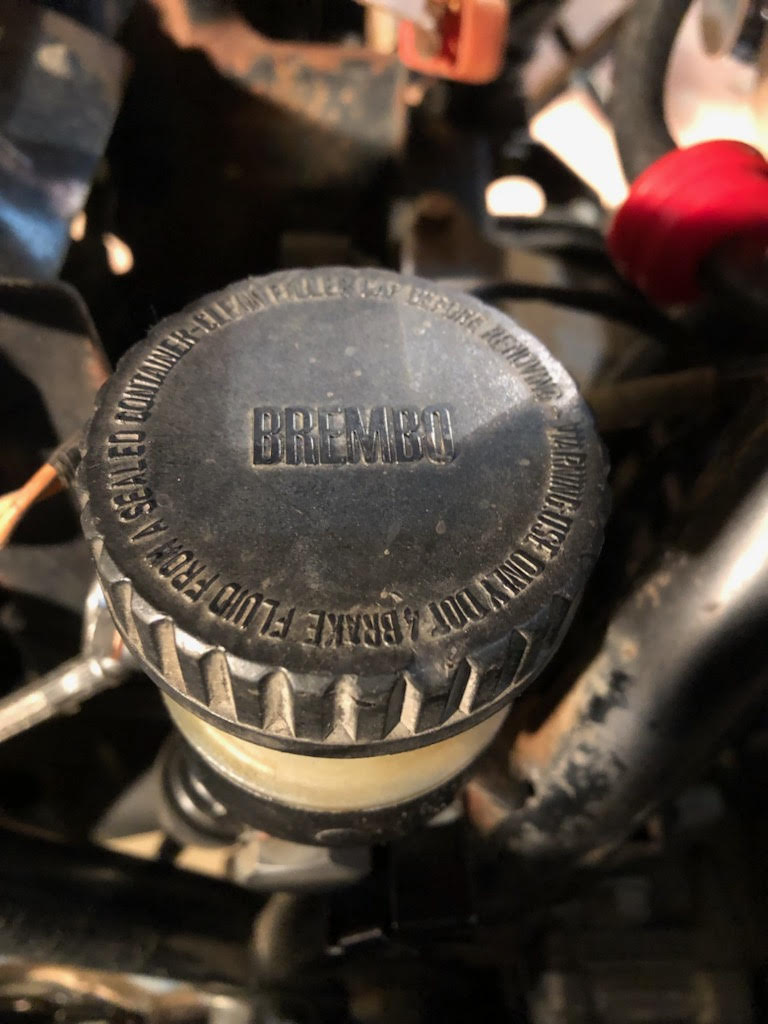 BREMBO
CLEAN FILLER CAP BEFORE REMOVING - WARNING:USE ONLY DOT 4 BRAKE FLUID FROM A SEALED CONTAINER-